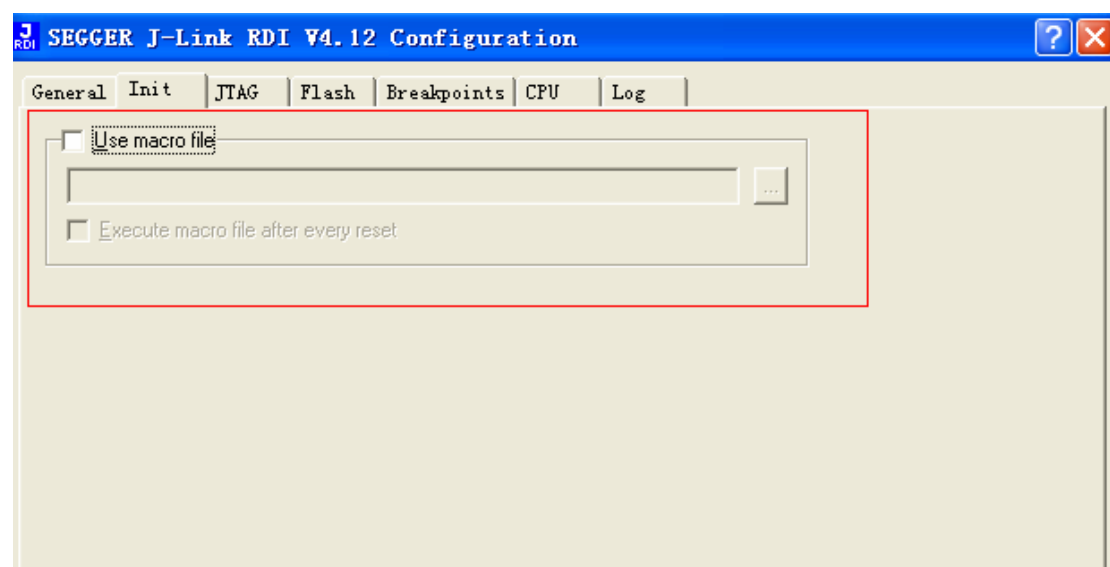 J RDI SEGGER J-Link RDI V4.12 Configuration ?
General Init JTAG Flash Breakpoints CPU Log
Use macro file
...
Execute macro file after every reset